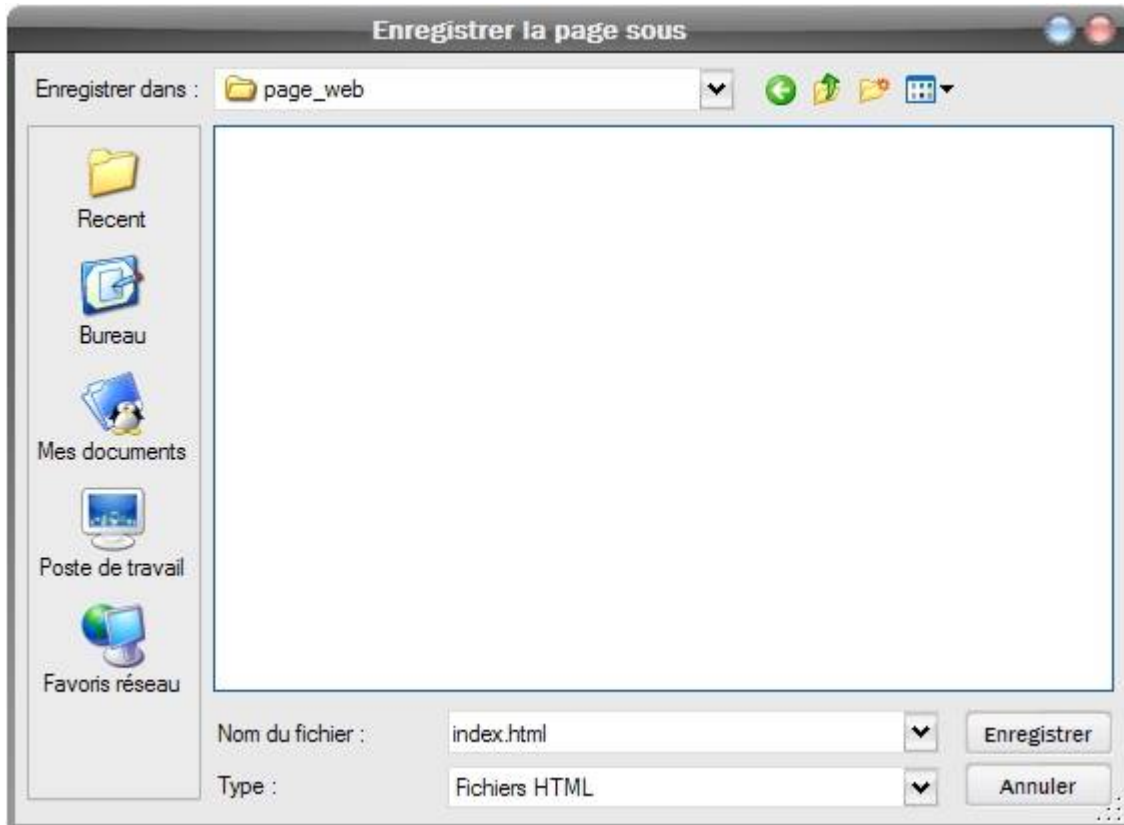 Enregistrer la page sous
Enregistrer dans :
page_web
Recent
Bureau
Mes documents
Poste de travail
Favoris réseau
Nom du fichier :
index.html
Enregistrer
Type :
Fichiers HTML
Annuler